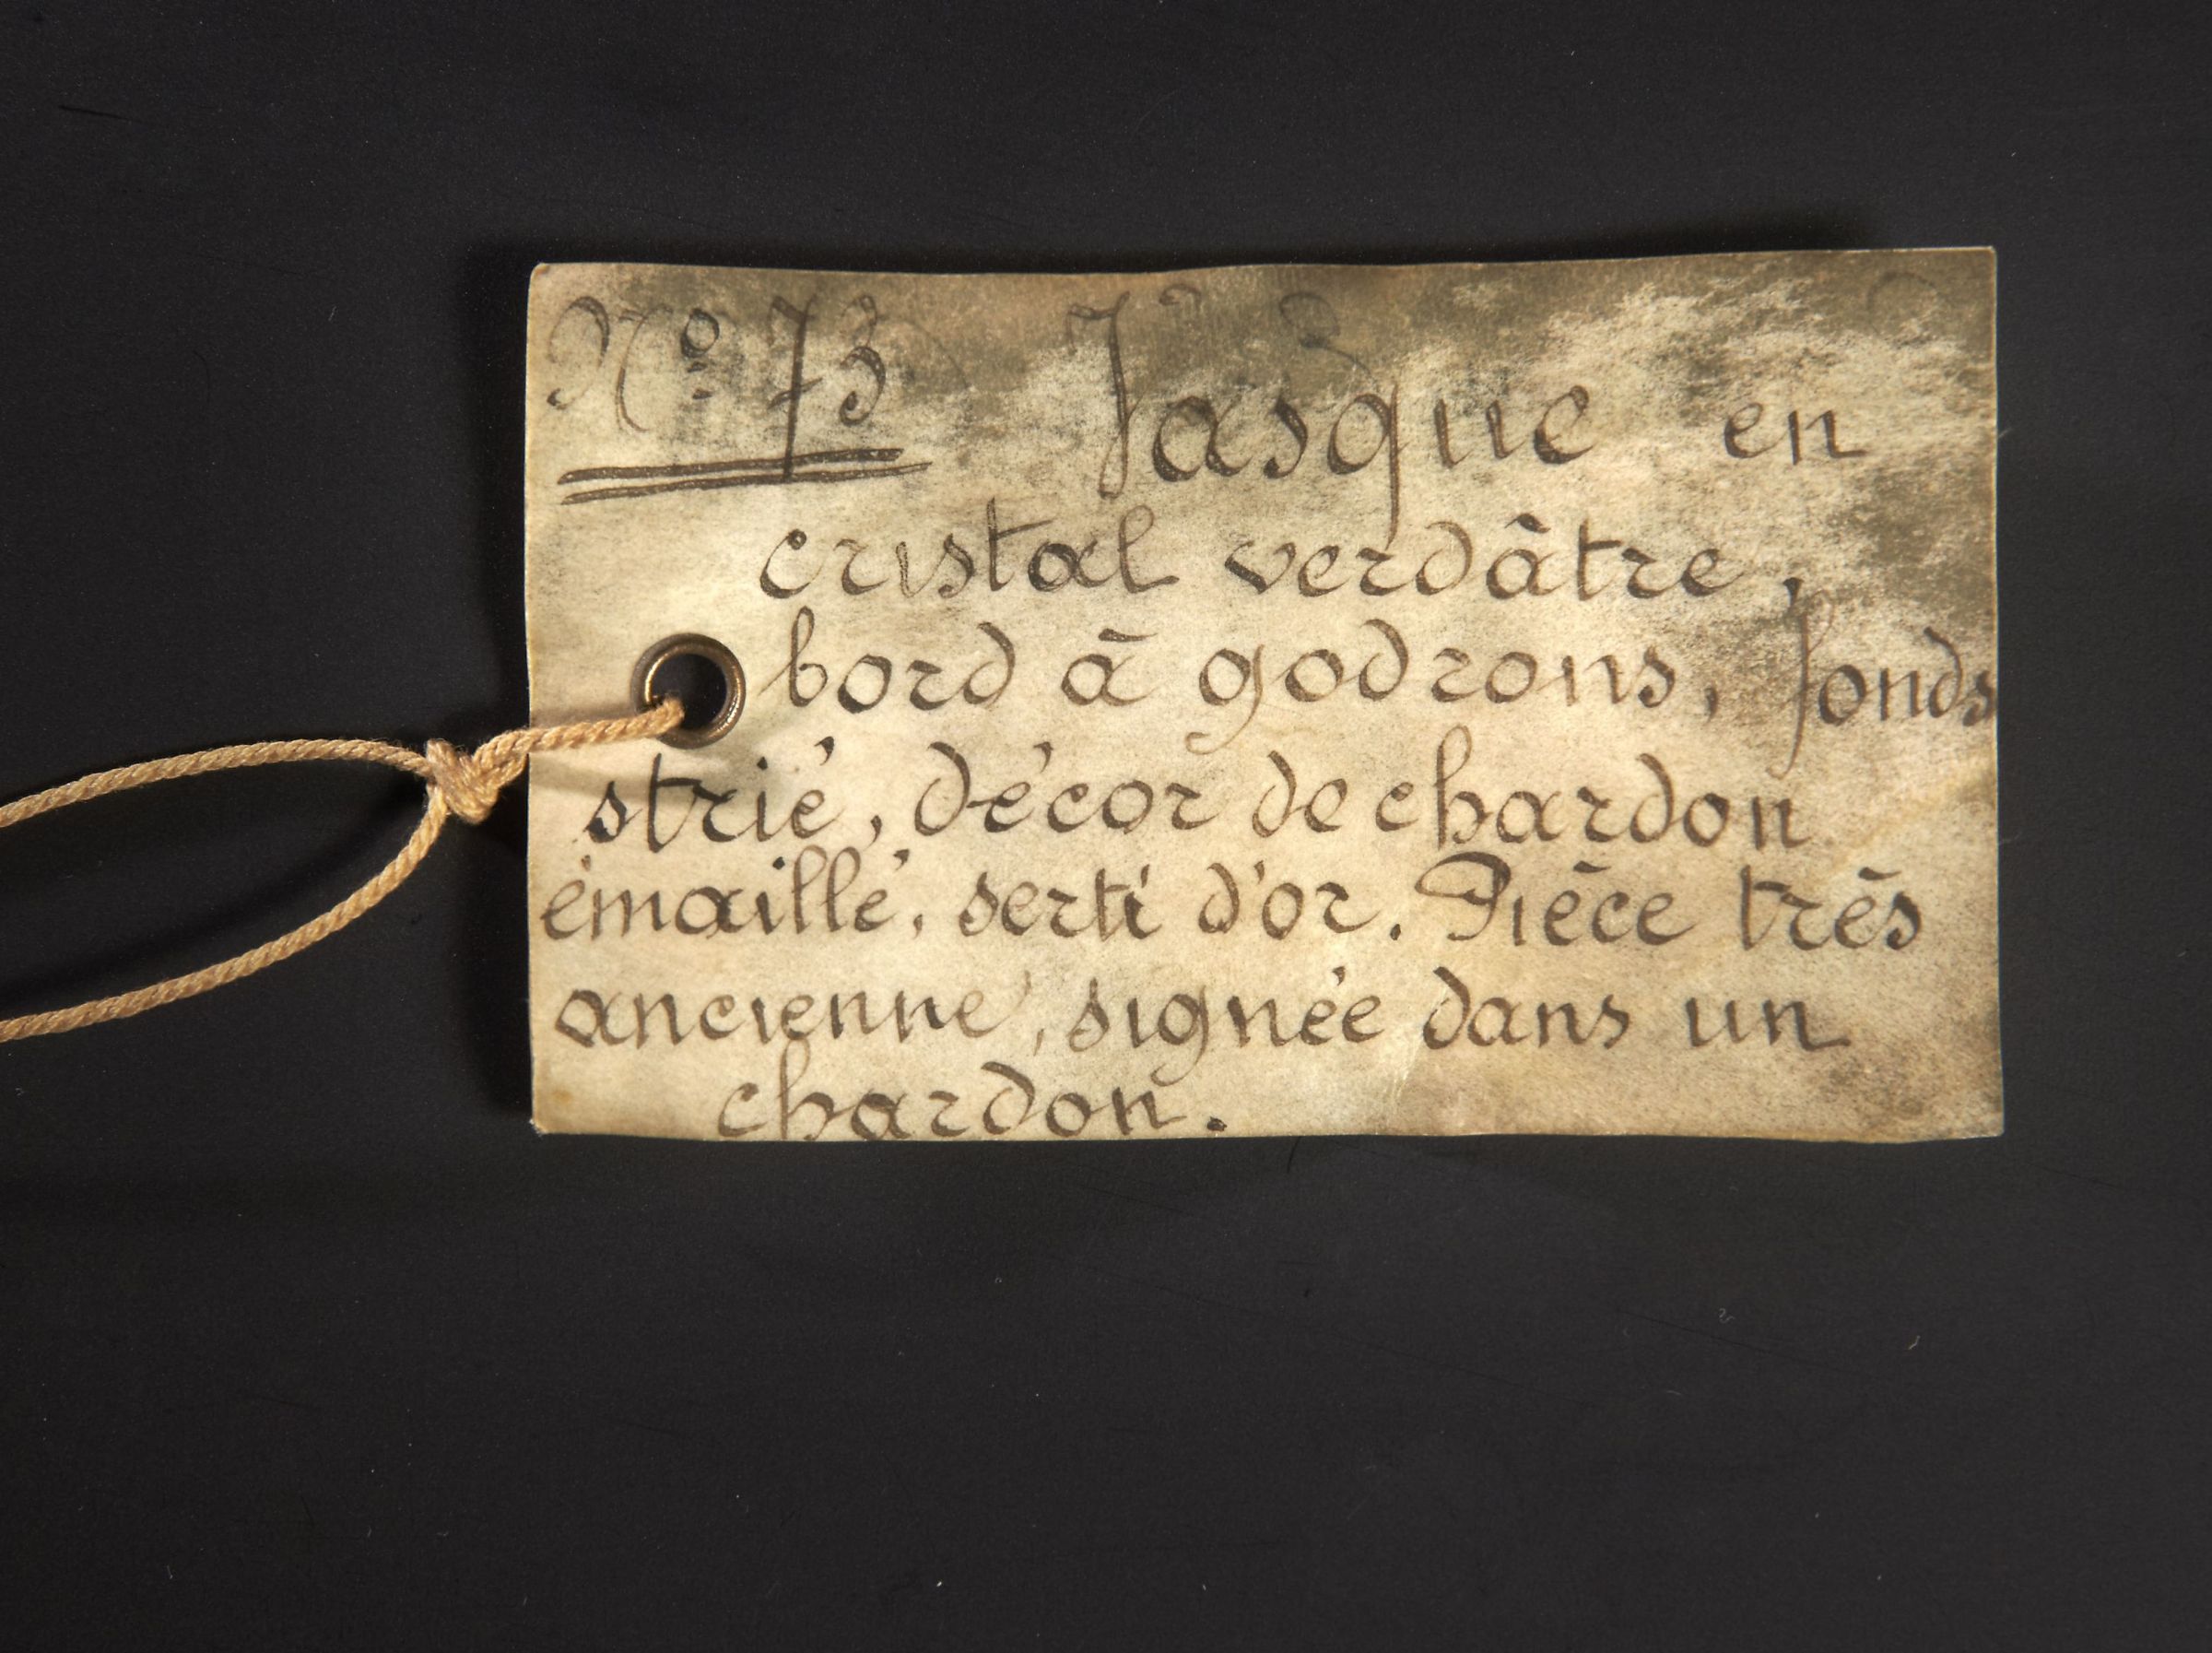 Nº 73 Vasque en
cristal verdâtre,
bord à godrons, fonds
strié, décor de chardon
émaillé, serti d'or. Pièce très
ancienne, signée dans un
chardon.